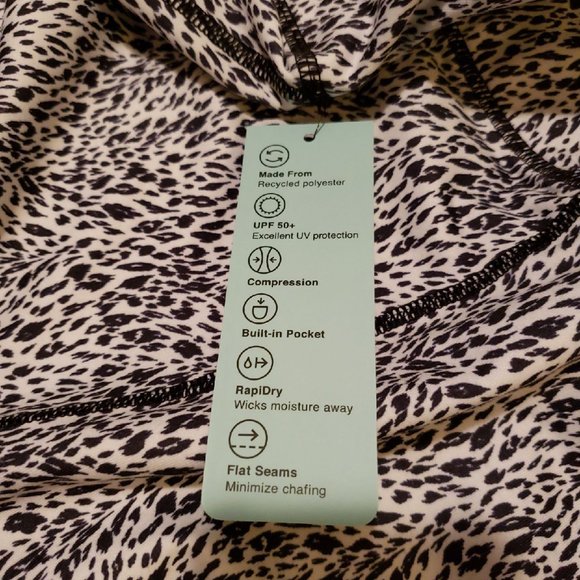 Made From
Recycled polyester
UPF 50+
Excellent UV protection
Compression
Built-in Pocket
RapiDry
Wicks moisture away
Flat Seams
Minimize chafing